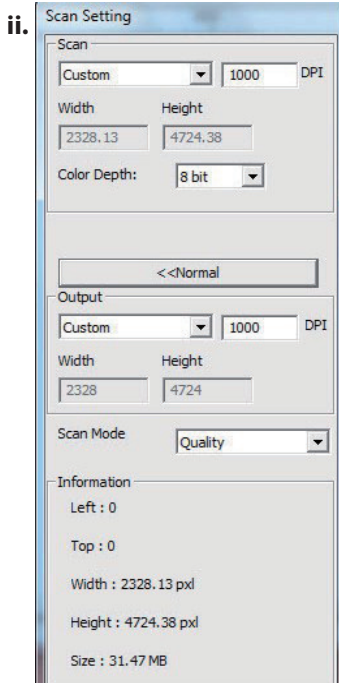 ii.
Scan Setting
Scan
Custom 1000 DPI
Width Height
2328.13 4724.38
Color Depth: 8 bit
<<Normal
Output
Custom 1000 DPI
Width Height
2328 4724
Scan Mode Quality
Information
Left : 0
Top : 0
Width : 2328.13 pxl
Height : 4724.38 pxl
Size : 31.47 MB